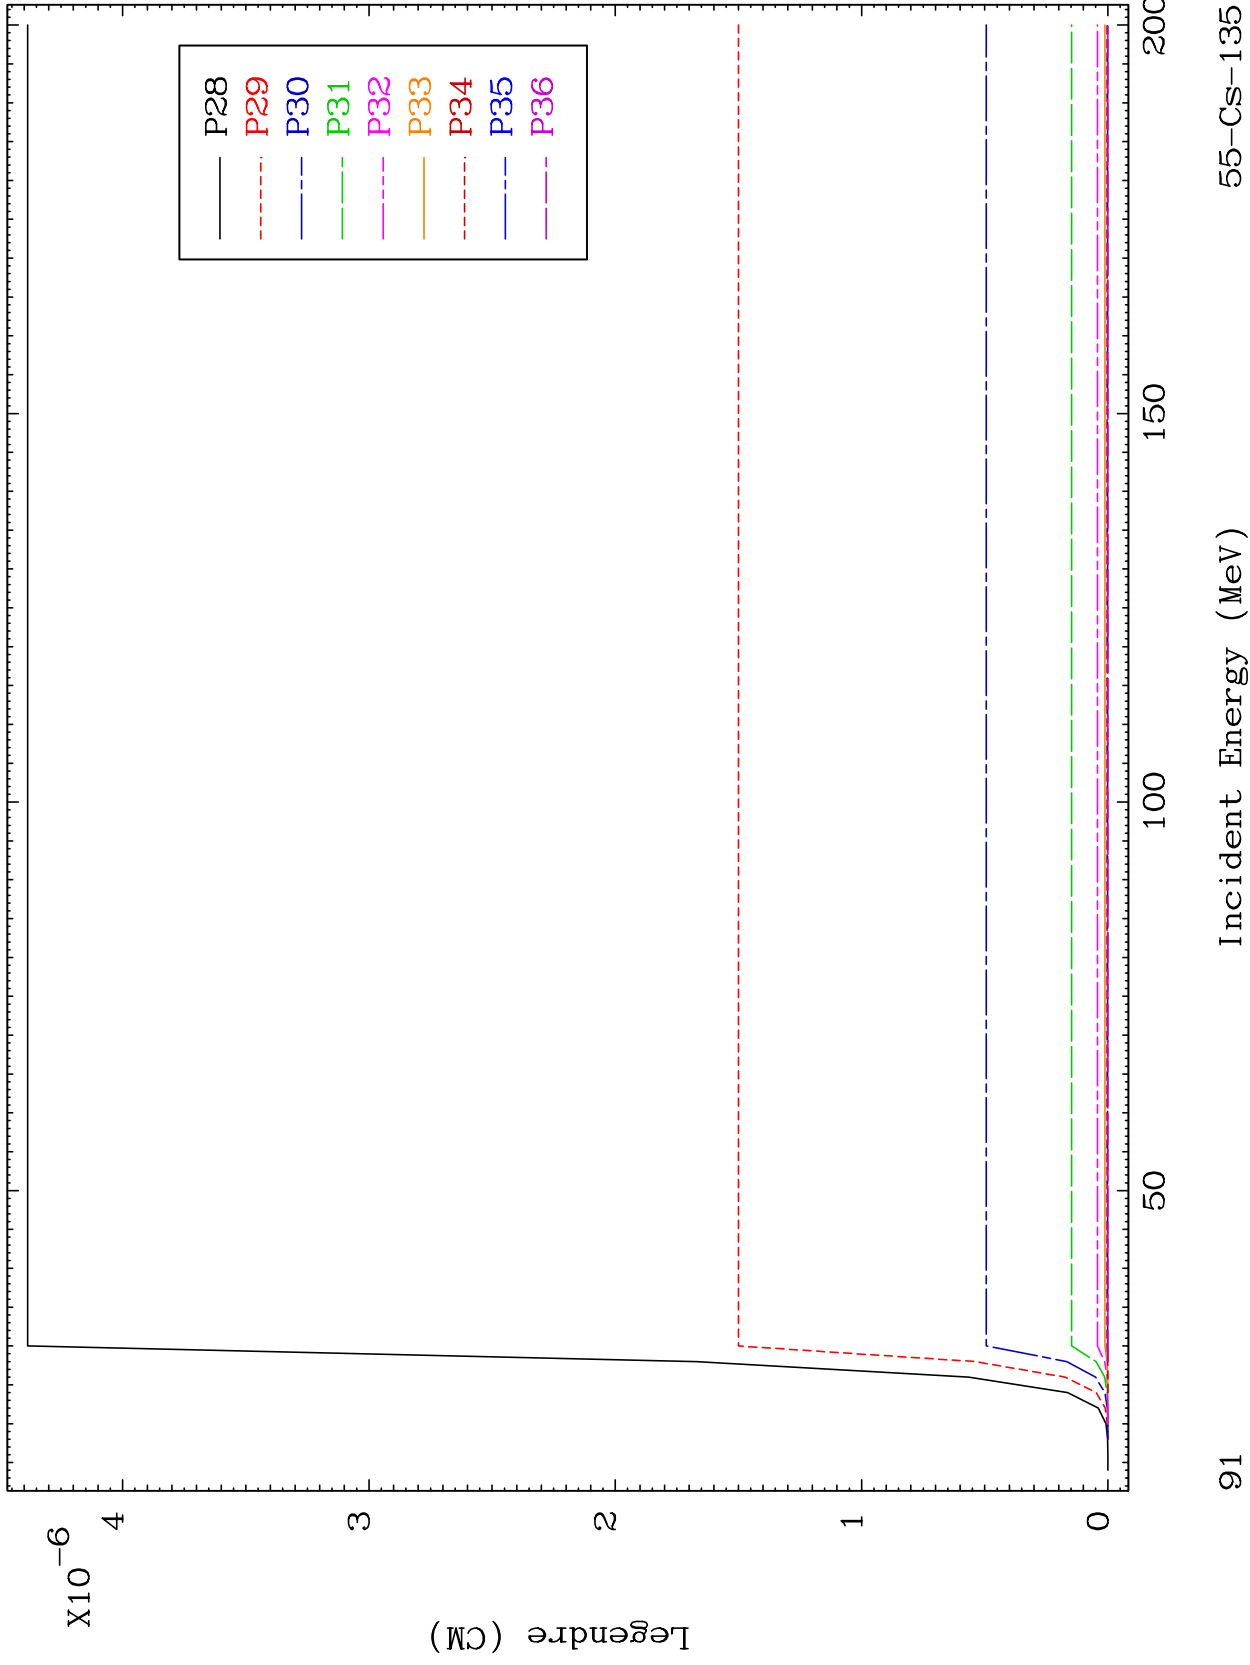 X10-6
Legendre (CM)
4
3
2
1
0
P28
P29
P30
P31
P32
P33
P34
P35
P36
50
100
150
200
Incident Energy (MeV)
91
55-Cs-135